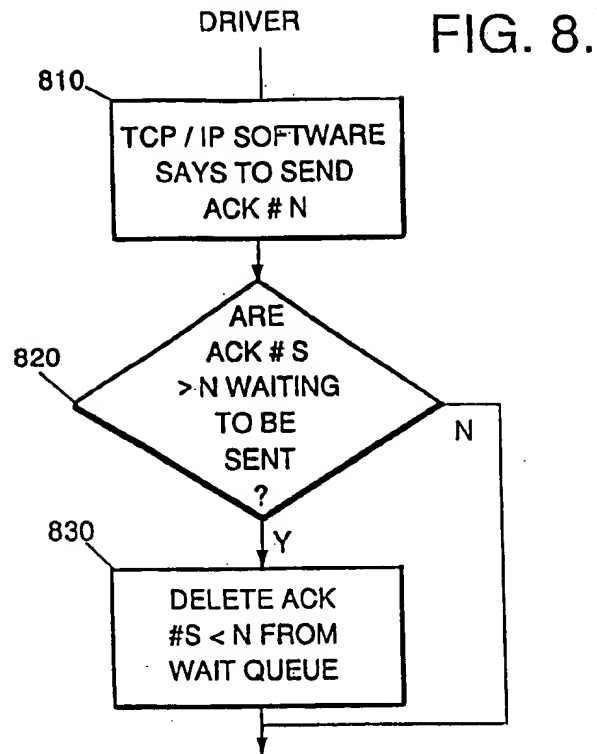 DRIVER
FIG. 8.
810
TCP / IP SOFTWARE
SAYS TO SEND
ACK # N
820
ARE
ACK # S
>N WAITING
TO BE
SENT
?
N
Y
830
DELETE ACK
#S < N FROM
WAIT QUEUE